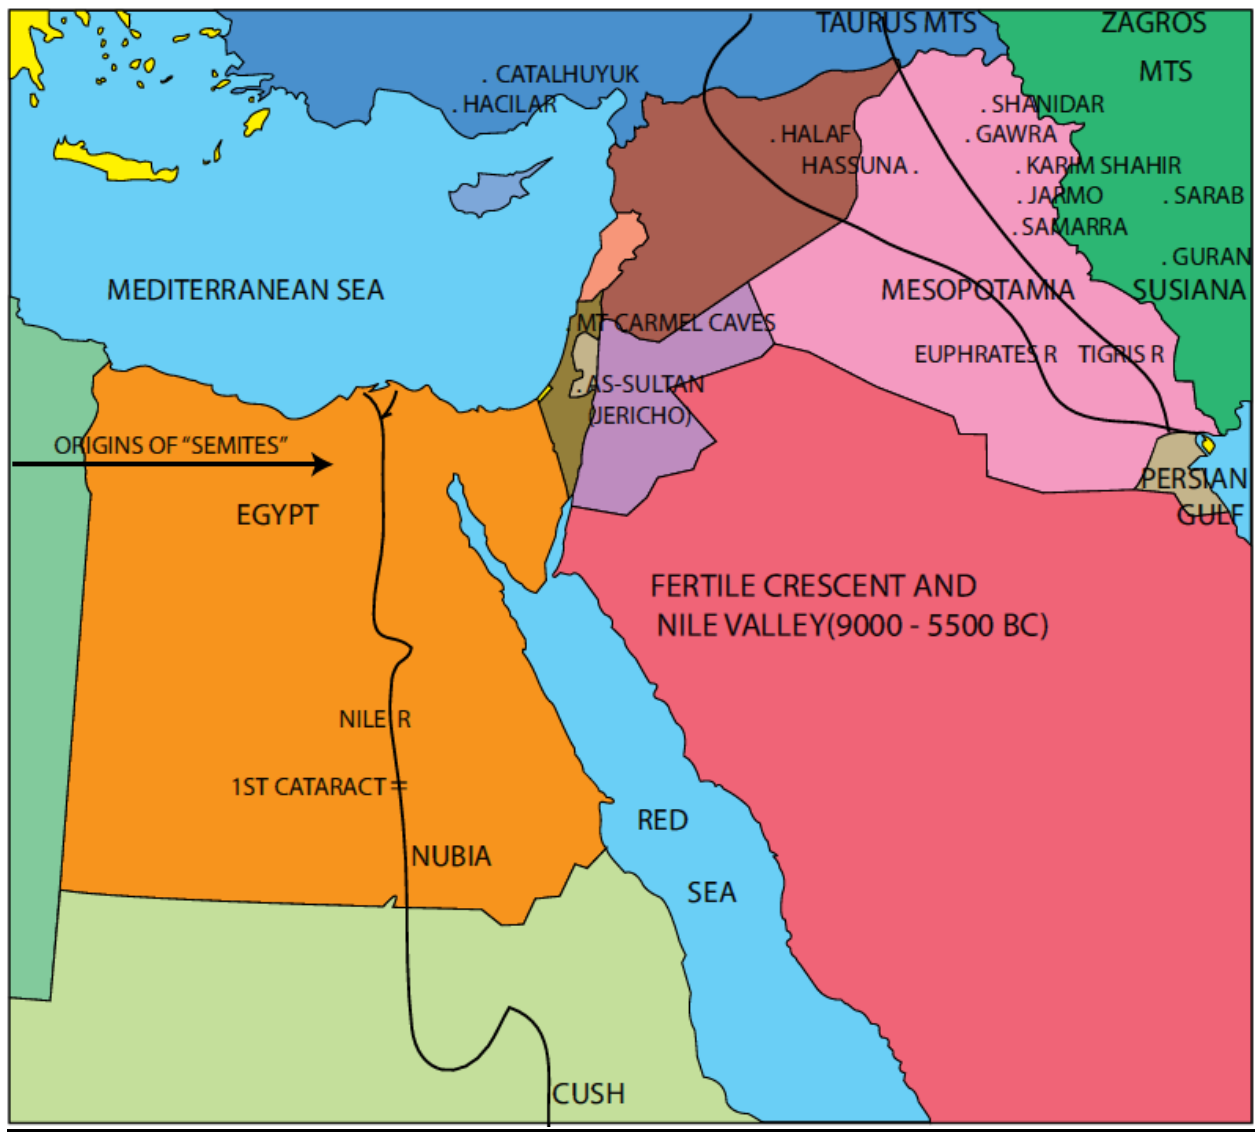 TAURUS MTS
ZAGROS
MTS
. CATALHUYUK
. HACILAR
. SHANIDAR
. HALAF
. GAWRA
HASSUNA .
. KARIM SHAHIR
. JARMO
. SARAB
. SAMARRA
. GURAN
MEDITERRANEAN SEA
MESOPOTAMIA
SUSIANA
. MT CARMEL CAVES
EUPHRATES R
TIGRIS R
. AS-SULTAN
(JERICHO)
ORIGINS OF “SEMITES”
PERSIAN
GULF
EGYPT
FERTILE CRESCENT AND
NILE VALLEY(9000 - 5500 BC)
NILE R
1ST CATARACT
RED
SEA
NUBIA
CUSH